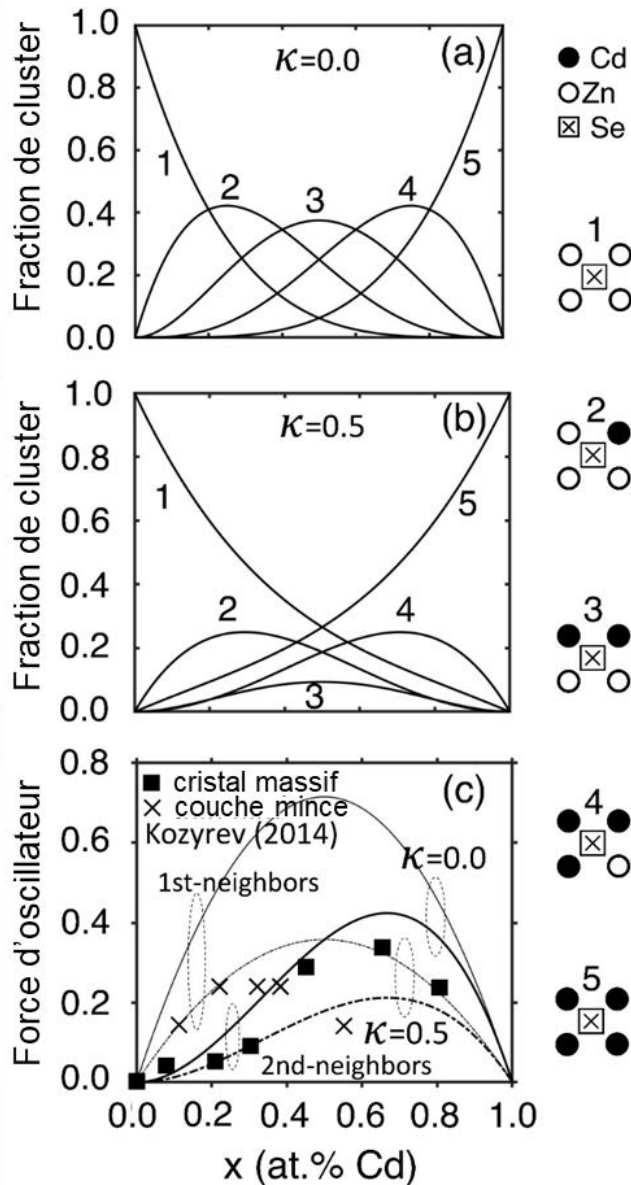 1.0
0.8
0.6
0.4
0.2
0.0
Fraction de cluster
κ=0.0
(a)
1
2
3
4
5
Cd
Zn
Se
1
1.0
0.8
0.6
0.4
0.2
0.0
Fraction de cluster
κ=0.5
(b)
1
2
3
4
5
2
3
0.8
0.6
0.4
0.2
0.0
Force d'oscillateur
cristal massif
(c)
couche mince
Kozyrev (2014)
κ=0.0
1st-neighbors
κ=0.5
2nd-neighbors
4
5
0.0 0.2 0.4 0.6 0.8 1.0
x (at.% Cd)